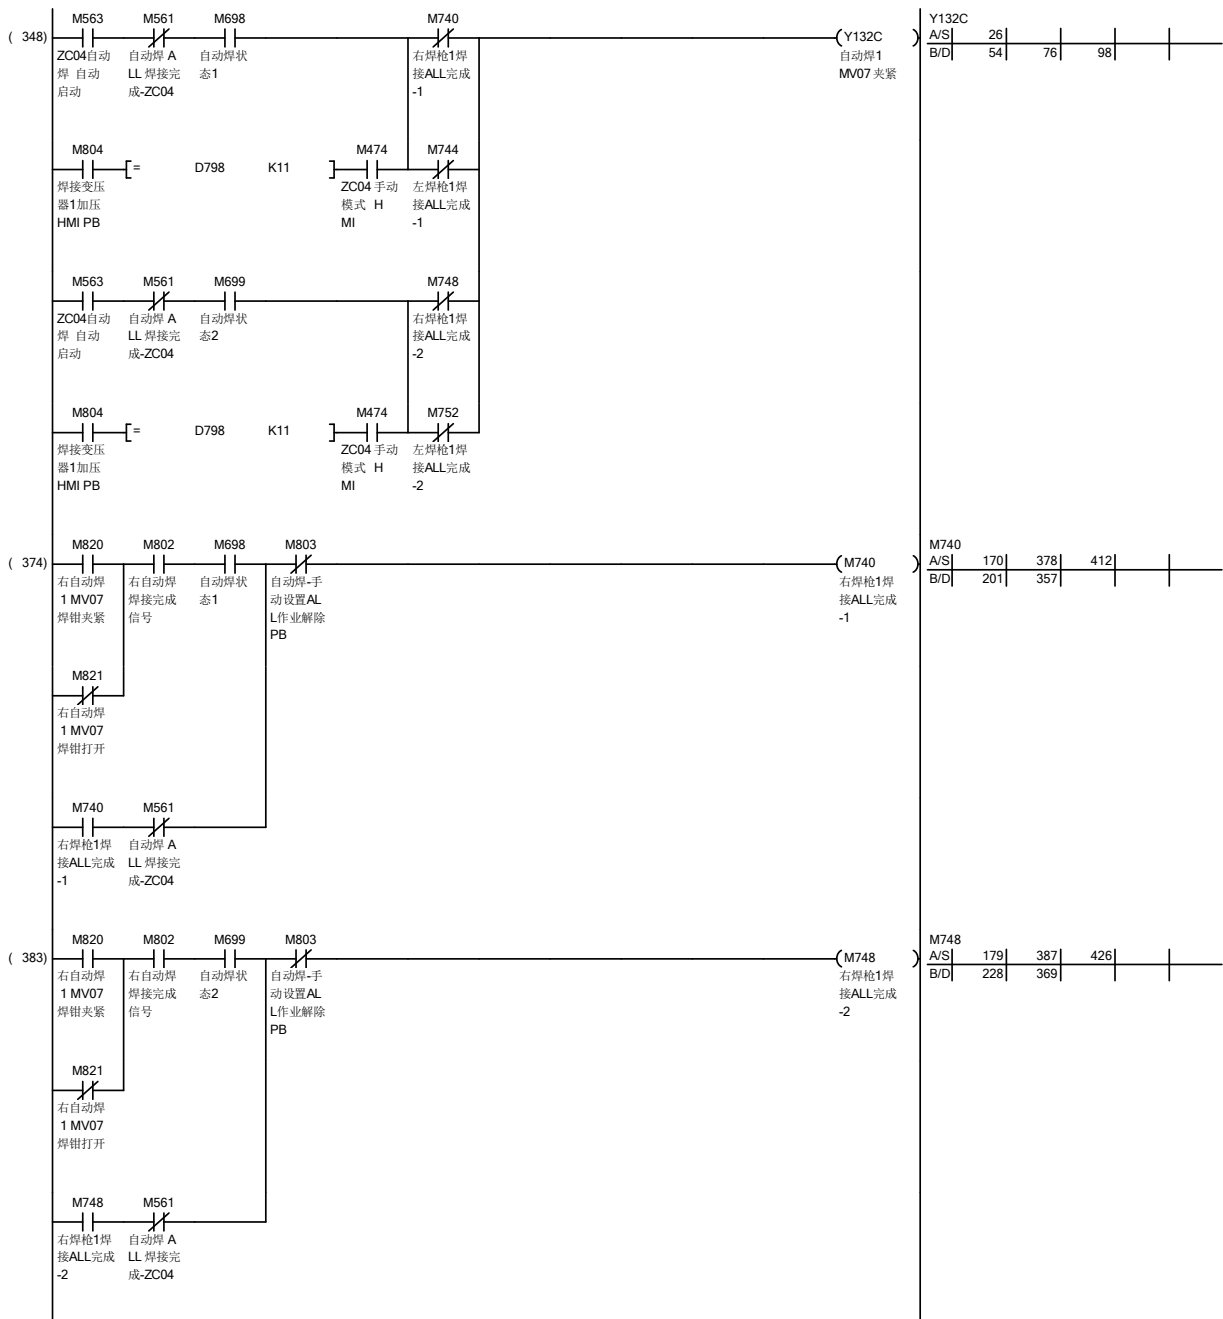 M563 M561 M698 M740 Y132C
( 348) ( Y132C ) A/S 26
ZC04自动 自动焊 A 自动焊状 右焊枪1焊 自动焊1 B/D 54 76 98
焊 自动 LL 焊接完 态1 接ALL完成 MV07 夹紧
启动 成-ZC04 -1
M804 M474 M744
[= D798 K11 ]
焊接变压 ZC04 手动 左焊枪1焊
器1加压 模式 H 接ALL完成
HMI PB MI -1
M563 M561 M699 M748
ZC04自动 自动焊 A 自动焊状 右焊枪1焊
焊 自动 LL 焊接完 态2 接ALL完成
启动 成-ZC04 -2
M804 M474 M752
[= D798 K11 ]
焊接变压 ZC04 手动 左焊枪1焊
器1加压 模式 H 接ALL完成
HMI PB MI -2
M820 M802 M698 M803 M740
( 374) ( M740 ) A/S 170 378 412
右自动焊 右自动焊 自动焊状 自动焊-手 右焊枪1焊 B/D 201 357
1 MV07 焊接完成 态1 动设置AL 接ALL完成
焊钳夹紧 信号 L作业解除 -1
PB
M821
右自动焊
1 MV07
焊钳打开
M740 M561
右焊枪1焊 自动焊 A
接ALL完成 LL 焊接完
-1 成-ZC04
M820 M802 M699 M803 M748
( 383) ( M748 ) A/S 179 387 426
右自动焊 右自动焊 自动焊状 自动焊-手 右焊枪1焊 B/D 228 369
1 MV07 焊接完成 态2 动设置AL 接ALL完成
焊钳夹紧 信号 L作业解除 -2
PB
M821
右自动焊
1 MV07
焊钳打开
M748 M561
右焊枪1焊 自动焊 A
接ALL完成 LL 焊接完
-2 成-ZC04